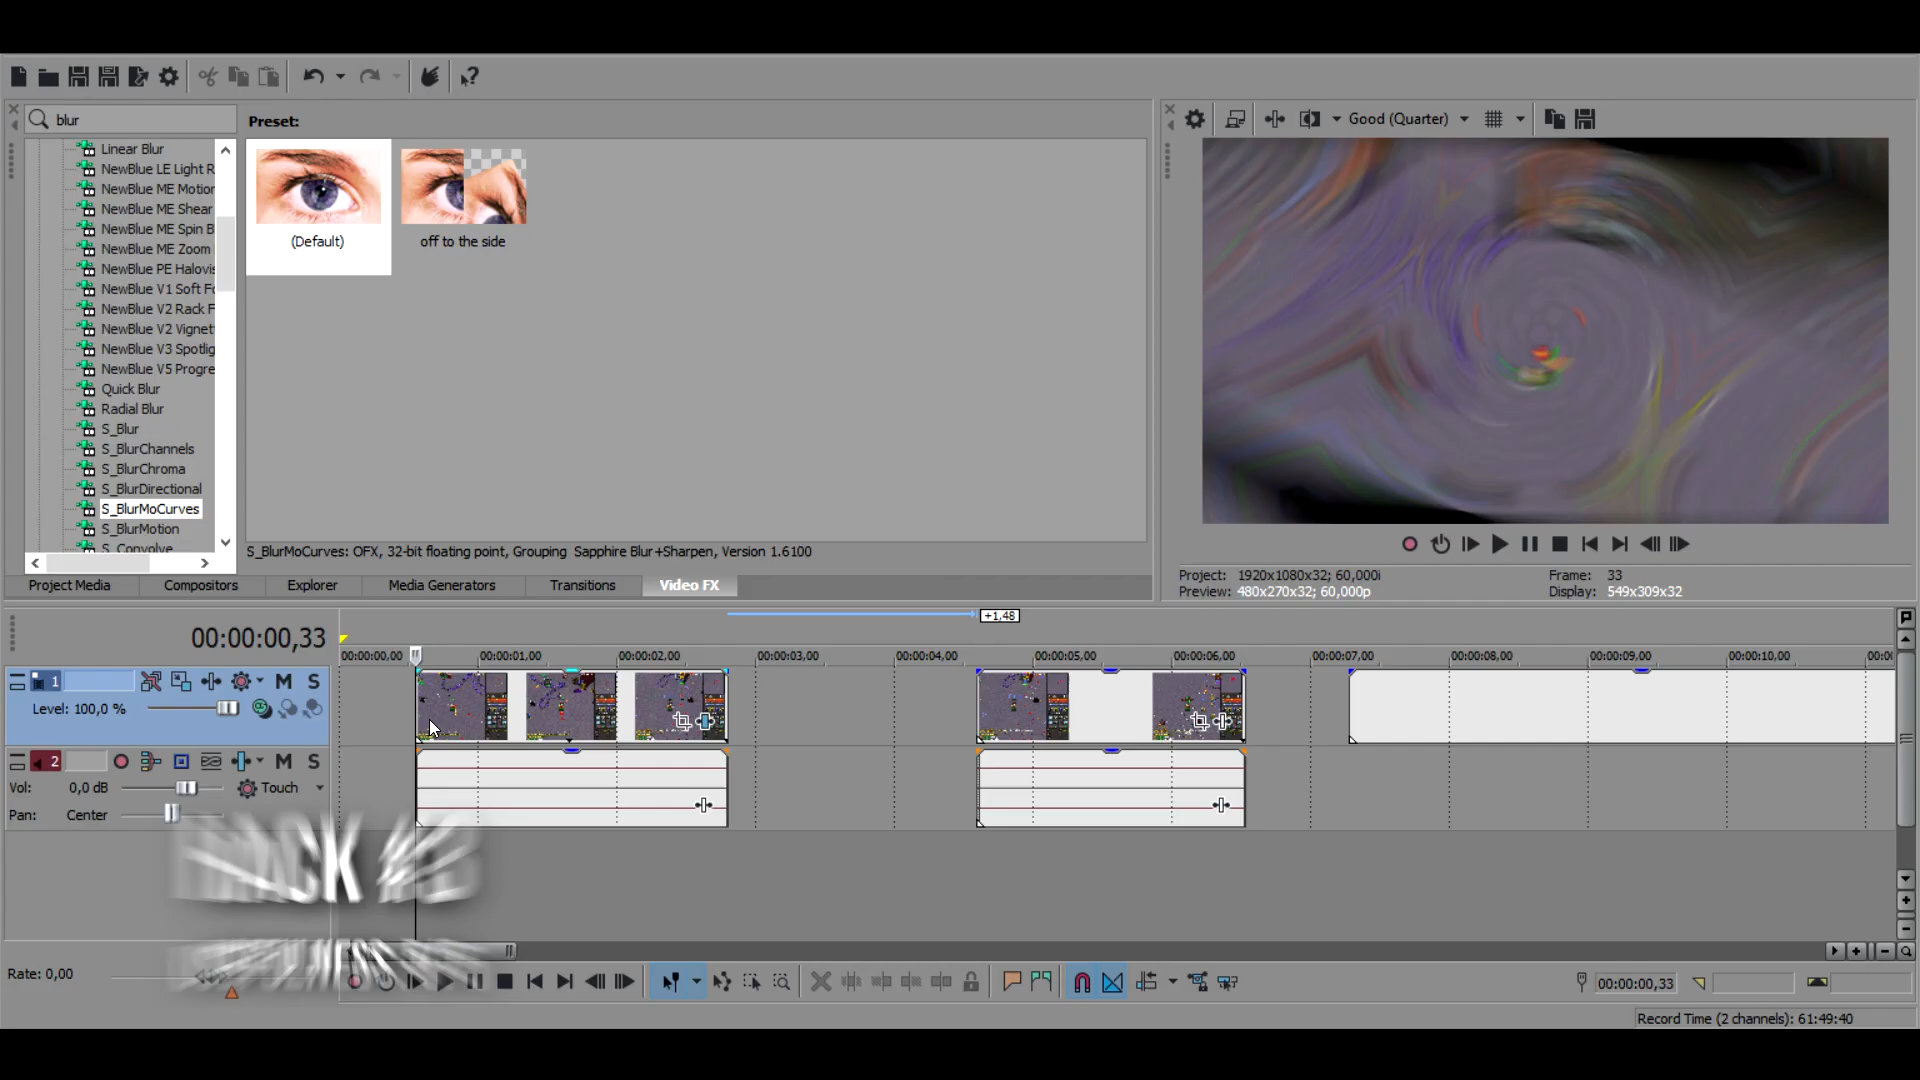 blur
Preset:
Linear Blur
NewBlue LE Light R
NewBlue ME Motion
NewBlue ME Shear
NewBlue ME Spin B
NewBlue ME Zoom
NewBlue PE Halovis
NewBlue V1 Soft Fo
NewBlue V2 Rack F
NewBlue V2 Vignet
NewBlue V3 Spotlig
NewBlue V5 Progre
Quick Blur
Radial Blur
S_Blur
S_BlurChannels
S_BlurChroma
S_BlurDirectional
S_BlurMoCurves
S_BlurMotion
S_Convolve
(Default)
off to the side
S_BlurMoCurves: OFX, 32-bit floating point, Grouping Sapphire Blur+Sharpen, Version 1.6100
Project Media
Compositors
Explorer
Media Generators
Transitions
Video FX
Good (Quarter)
Project: 1920x1080x32; 60,000i
Frame: 33
Preview: 480x270x32; 60,000p
Display: 549x309x32
+1,48
00:00:00,33
00:00:00,00
00:00:01,00
00:00:02,00
00:00:03,00
00:00:04,00
00:00:05,00
00:00:06,00
00:00:07,00
00:00:08,00
00:00:09,00
00:00:10,00
00:00
1
M
S
Level: 100,0 %
2
M
S
Vol: 0,0 dB
Touch
Pan: Center
Rate: 0,00
00:00:00,33
Record Time (2 channels): 61:49:40